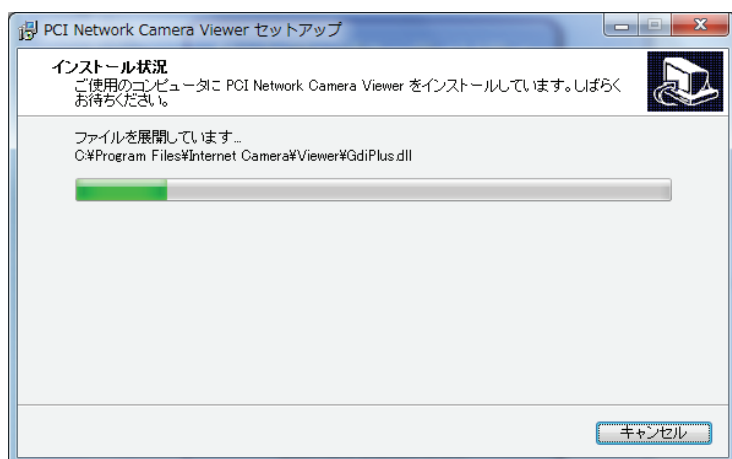 PCI Network Camera Viewer セットアップ
インストール状況
ご使用のコンピュータに PCI Network Camera Viewer をインストールしています。しばらく
お待ちください。
ファイルを展開しています...
C:¥Program Files¥Internet Camera¥Viewer¥GdiPlus.dll
キャンセル